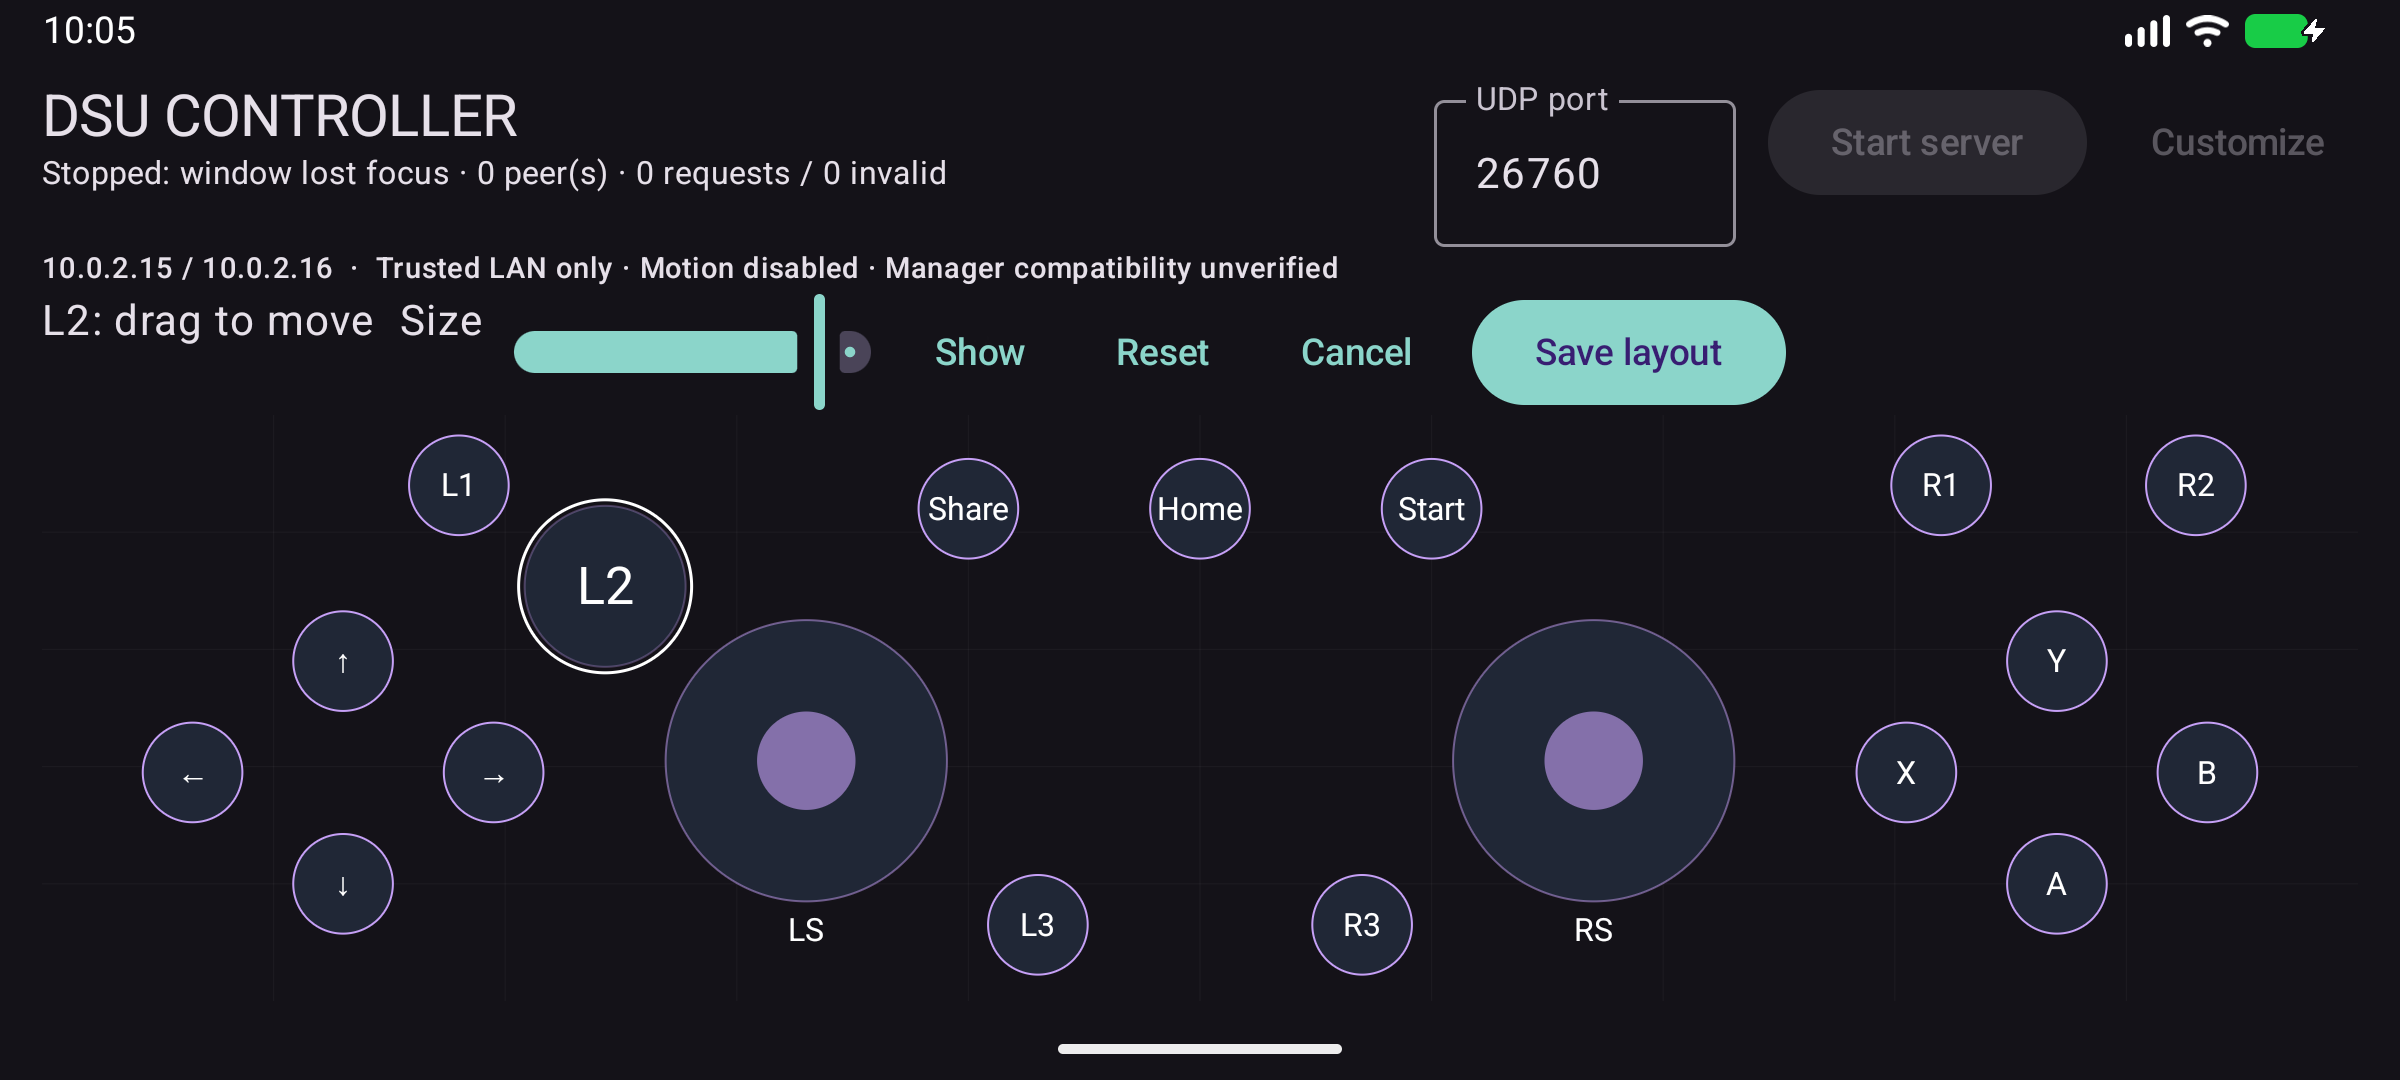 10:05
DSU CONTROLLER
Stopped: window lost focus · 0 peer(s) · 0 requests / 0 invalid
UDP port
26760
Start server
Customize
10.0.2.15 / 10.0.2.16 · Trusted LAN only · Motion disabled · Manager compatibility unverified
L2: drag to move Size
Show
Reset
Cancel
Save layout
L1
L2
Share
Home
Start
R1
R2
↑
←
→
↓
LS
L3
R3
RS
Y
X
B
A